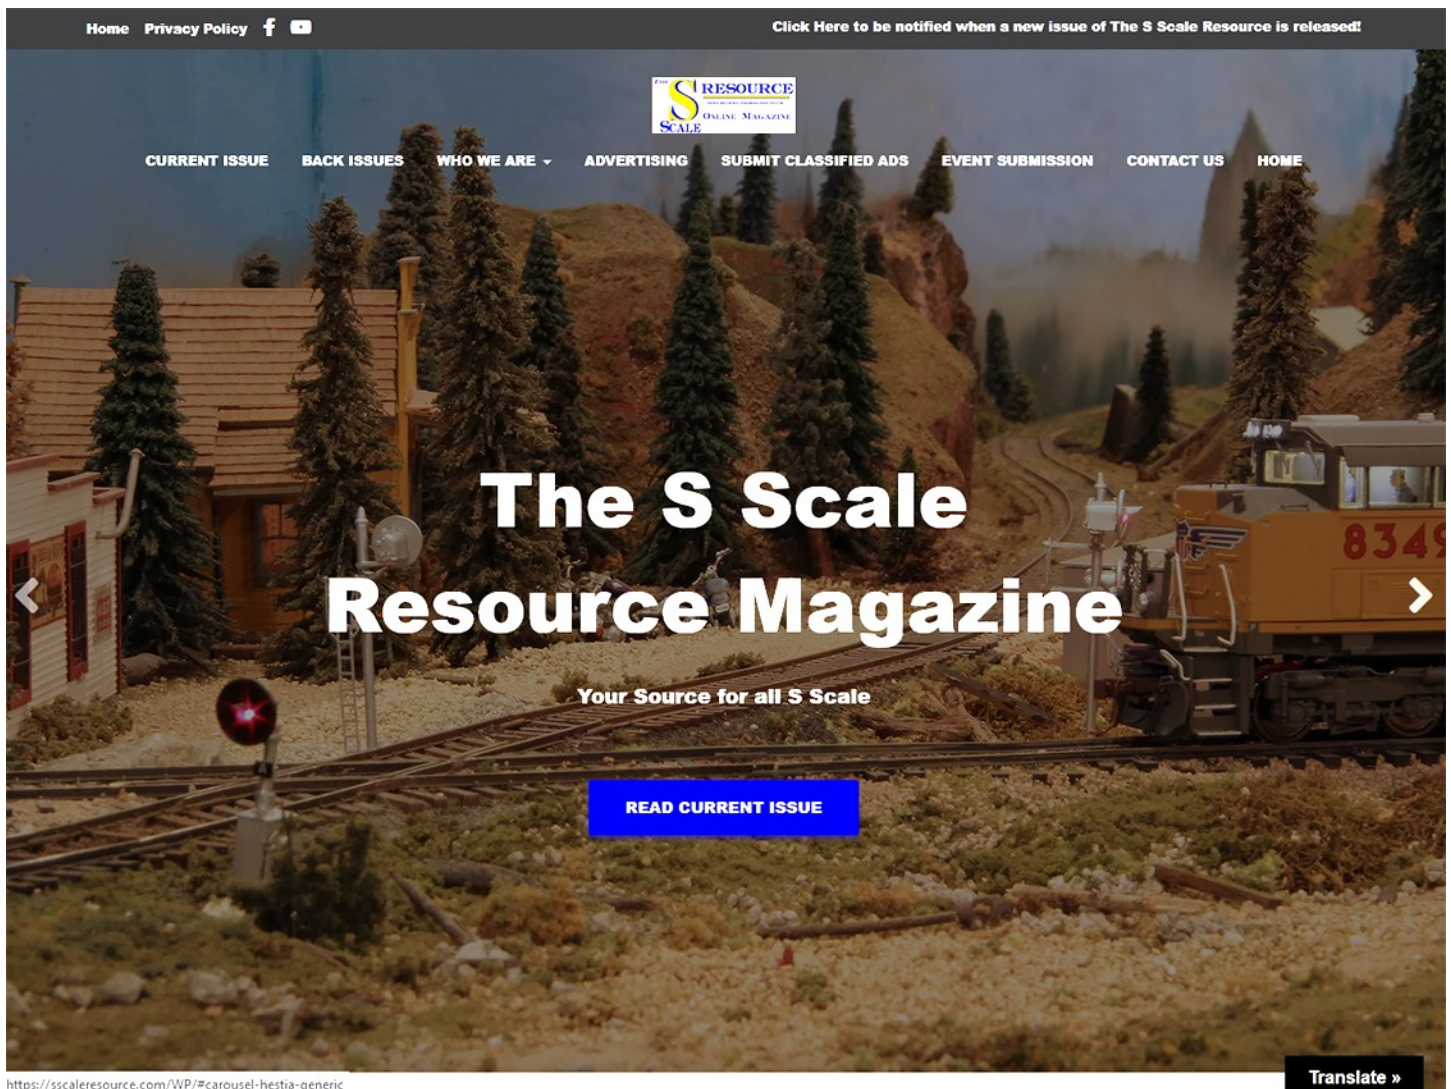 Home Privacy Policy
Click Here to be notified when a new issue of The S Scale Resource is released!
THE
S RESOURCE
ONLINE MAGAZINE
SCALE
CURRENT ISSUE BACK ISSUES WHO WE ARE ADVERTISING SUBMIT CLASSIFIED ADS EVENT SUBMISSION CONTACT US HOME
8349
The S Scale
Resource Magazine
Your Source for all S Scale
READ CURRENT ISSUE
Translate »
https://sscaleresource.com/WP/#carousel-hestia-generic